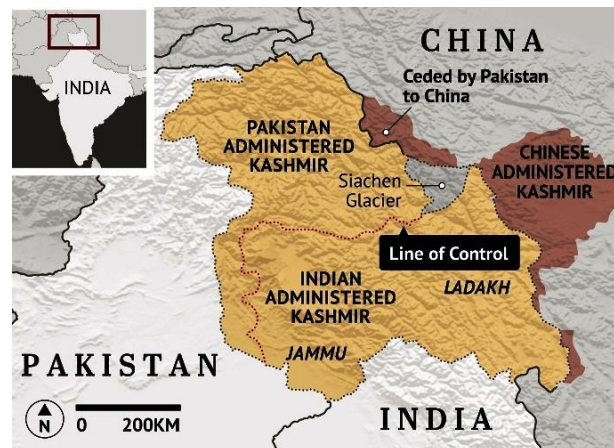 INDIA
CHINA
Ceded by Pakistan
to China
PAKISTAN
ADMINISTERED
KASHMIR
CHINESE
ADMINISTERED
KASHMIR
Siachen
Glacier
Line of Control
INDIAN
ADMINISTERED
KASHMIR
LADAKH
JAMMU
PAKISTAN
INDIA
N
0 200KM